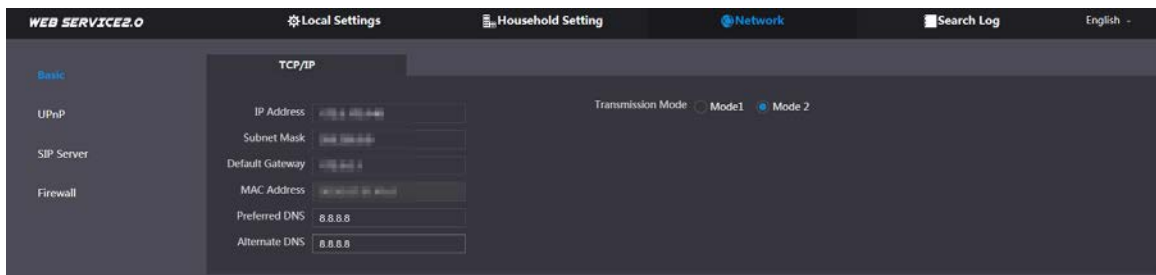 WEB SERVICE2.0 Local Settings Household Setting Network Search Log English
TCP/IP
Basic
UPnP
SIP Server
Firewall
IP Address
Subnet Mask
Default Gateway
MAC Address
Preferred DNS 8.8.8.8
Alternate DNS 8.8.8.8
Transmission Mode Mode1 Mode 2